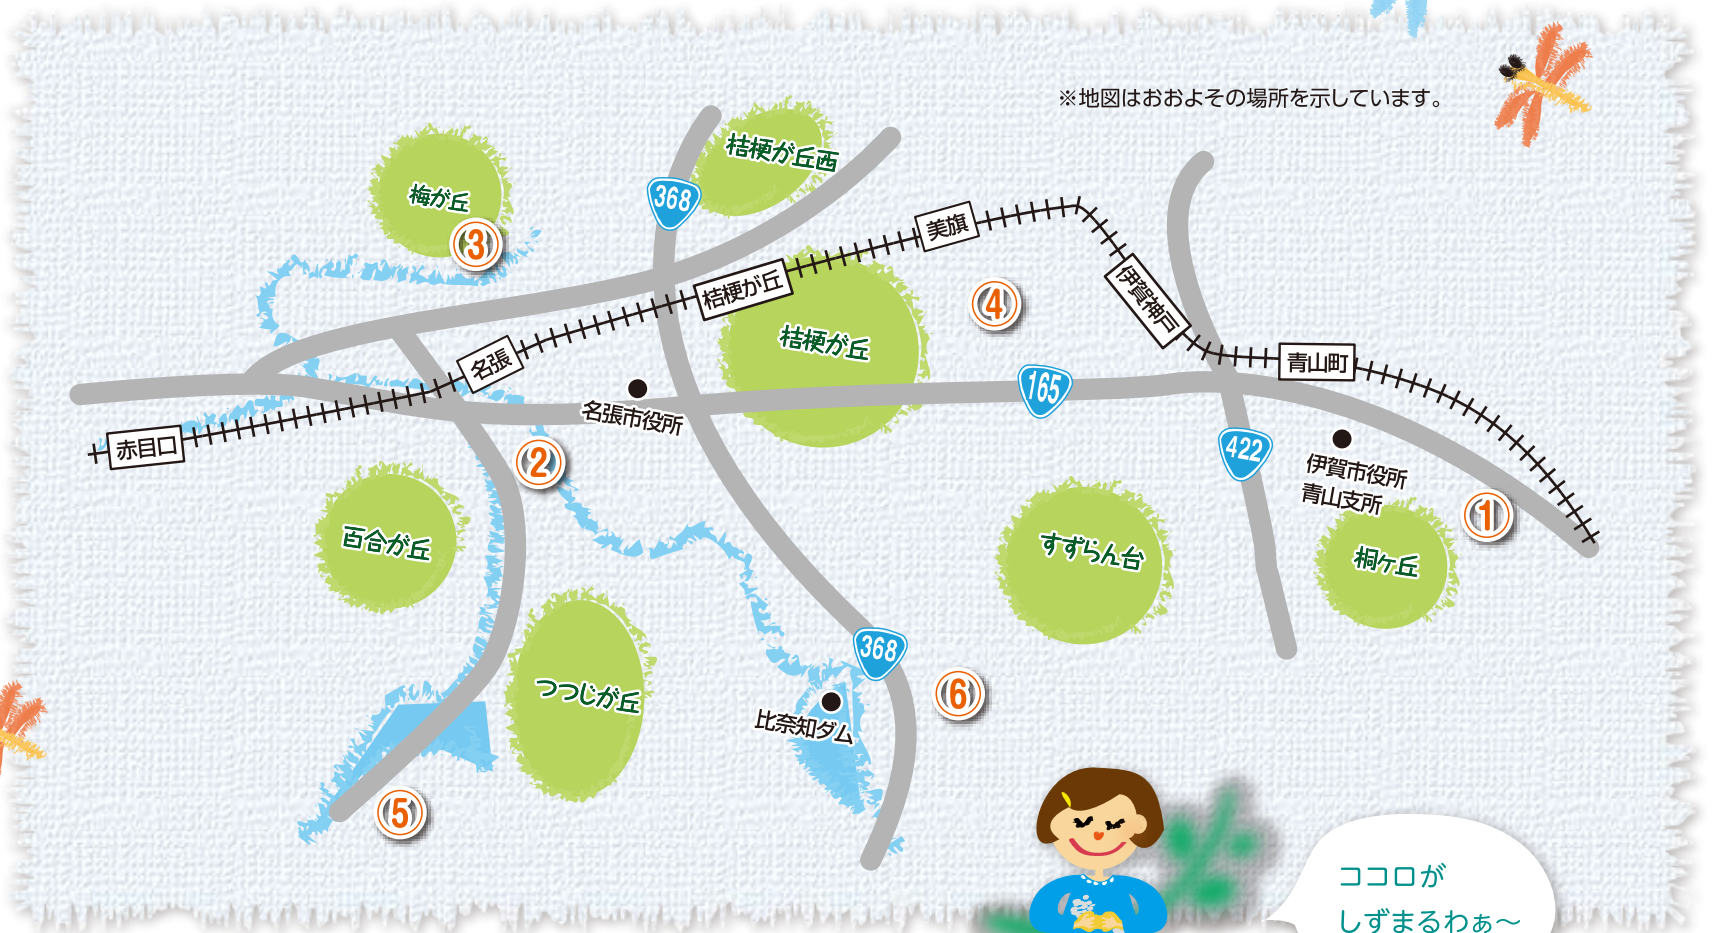 ※地図はおおよその場所を示しています。
桔梗が丘西
梅が丘
368
③
美旗
桔梗が丘
伊賀神戸
④
桔梗が丘
名張
青山町
165
名張市役所
赤目口
422
伊賀市役所
青山支所
②
①
百合が丘
すずらん台
桐ケ丘
368
つつじが丘
⑥
比奈知ダム
⑤
ココロが
しずまるわぁ～